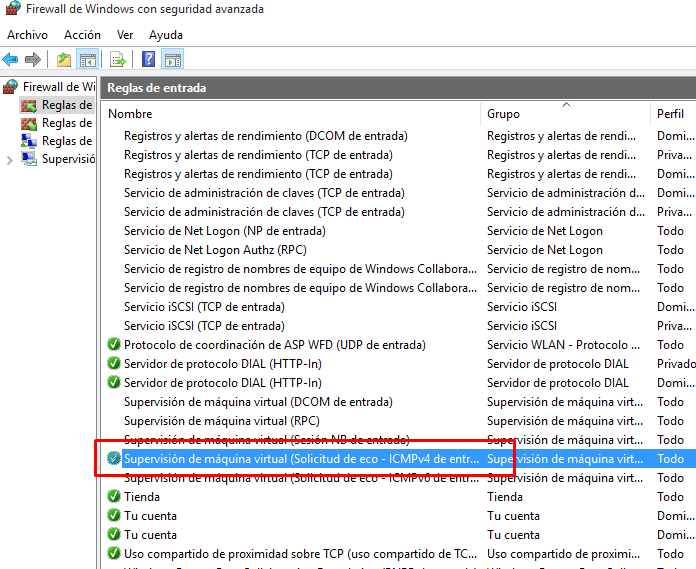 Firewall de Windows con seguridad avanzada
Archivo Acción Ver Ayuda
Firewall de Wi
Reglas de
Reglas de
Reglas de
Supervisió
Reglas de entrada
Nombre Grupo Perfil
Registros y alertas de rendimiento (DCOM de entrada) Registros y alertas de rendi... Domi...
Registros y alertas de rendimiento (TCP de entrada) Registros y alertas de rendi... Priva...
Registros y alertas de rendimiento (TCP de entrada) Registros y alertas de rendi... Domi...
Servicio de administración de claves (TCP de entrada) Servicio de administración d... Domi...
Servicio de administración de claves (TCP de entrada) Servicio de administración d... Priva...
Servicio de Net Logon (NP de entrada) Servicio de Net Logon Todo
Servicio de Net Logon Authz (RPC) Servicio de Net Logon Todo
Servicio de registro de nombres de equipo de Windows Collabora... Servicio de registro de nom... Todo
Servicio de registro de nombres de equipo de Windows Collabora... Servicio de registro de nom... Todo
Servicio iSCSI (TCP de entrada) Servicio iSCSI Domi...
Servicio iSCSI (TCP de entrada) Servicio iSCSI Priva...
Protocolo de coordinación de ASP WFD (UDP de entrada) Servicio WLAN - Protocolo ... Todo
Servidor de protocolo DIAL (HTTP-In) Servidor de protocolo DIAL Privado
Servidor de protocolo DIAL (HTTP-In) Servidor de protocolo DIAL Domi...
Supervisión de máquina virtual (DCOM de entrada) Supervisión de máquina virt... Todo
Supervisión de máquina virtual (RPC) Supervisión de máquina virt... Todo
Supervisión de máquina virtual (Sesión NB de entrada) Supervisión de máquina virt... Todo
Supervisión de máquina virtual (Solicitud de eco - ICMPv4 de entr... Supervisión de máquina virt... Todo
Supervisión de máquina virtual (Solicitud de eco - ICMPv6 de entr... Supervisión de máquina virt... Todo
Tienda Tienda Todo
Tu cuenta Tu cuenta Domi...
Tu cuenta Tu cuenta Domi...
Uso compartido de proximidad sobre TCP (uso compartido de TC... Uso compartido de proximi... Todo